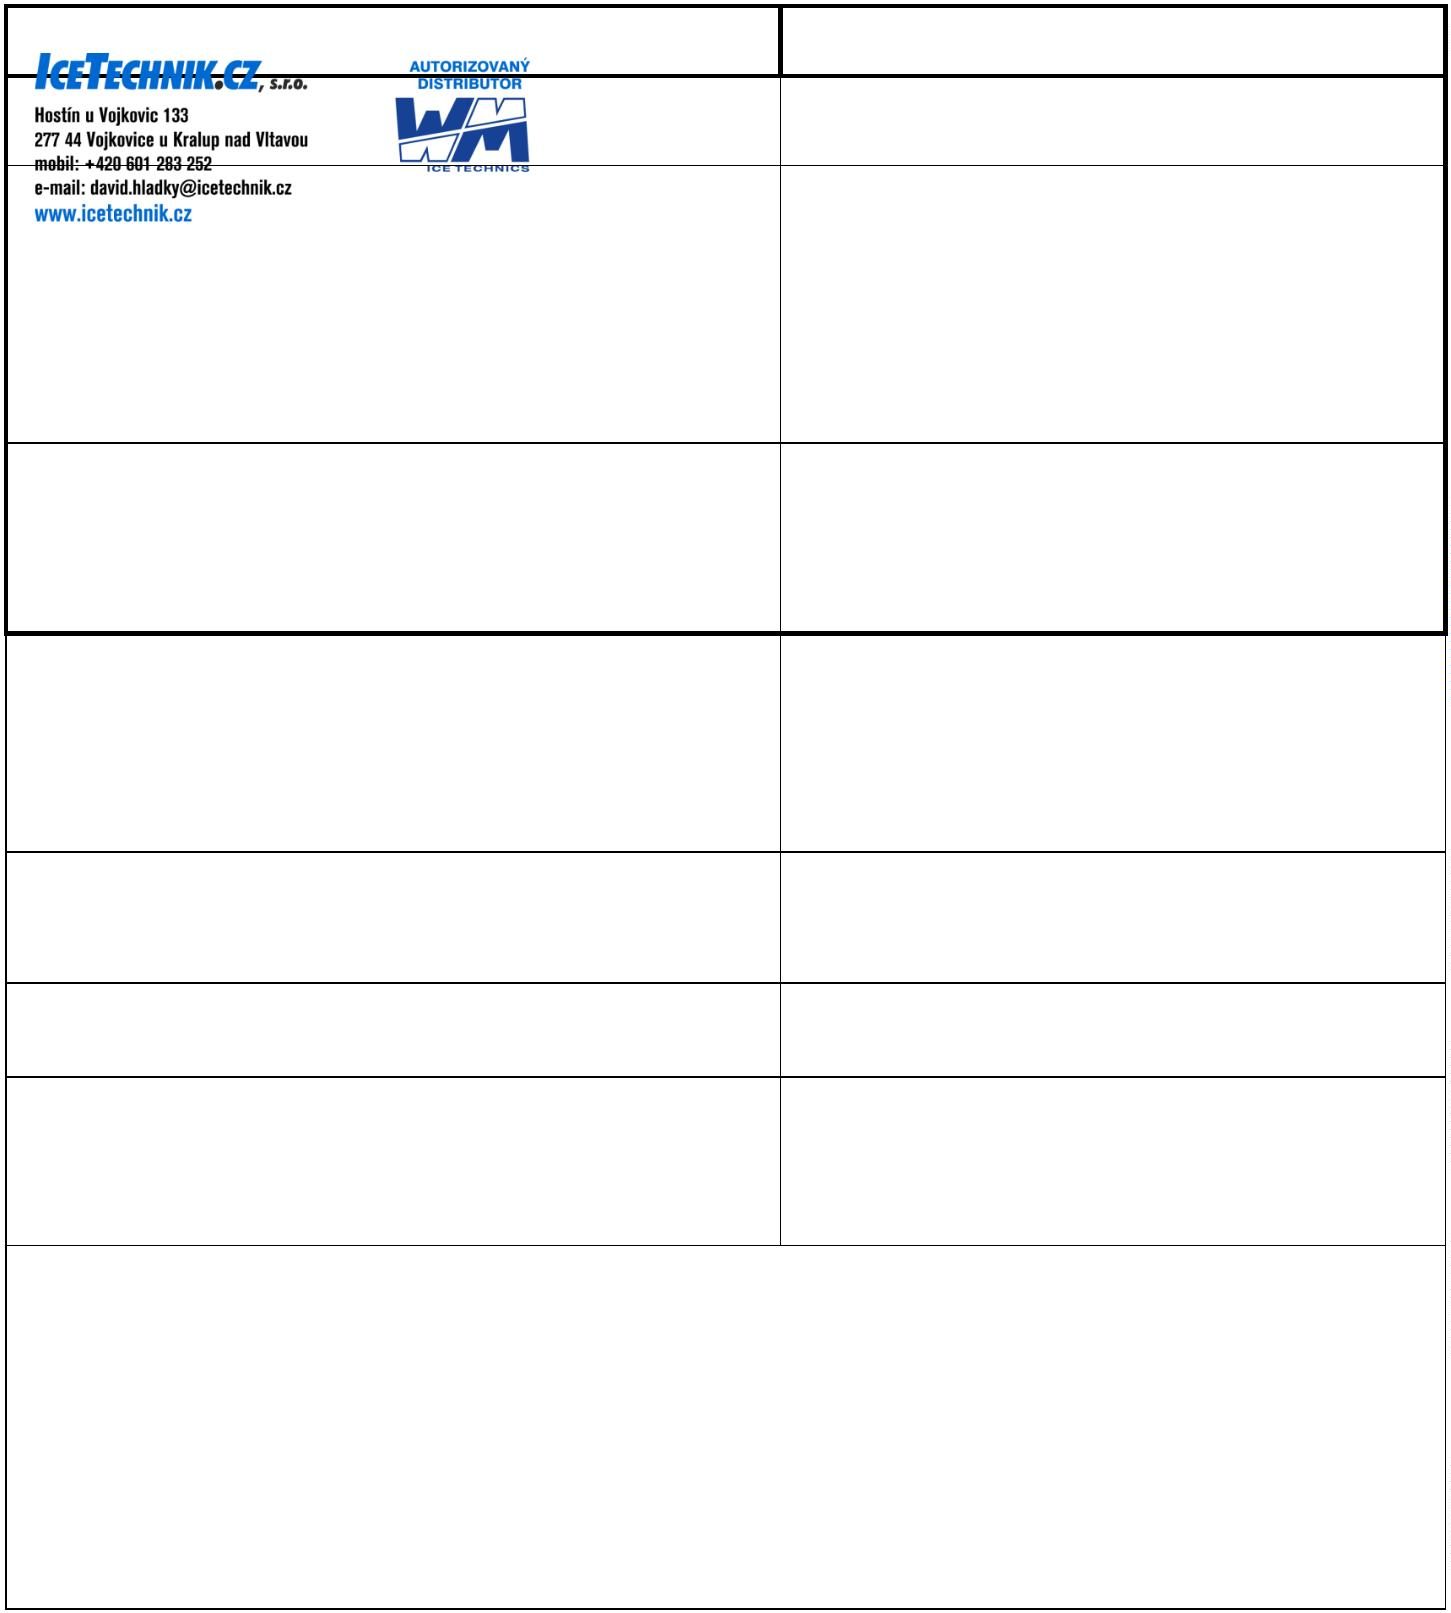 ICETECHNIK.CZ, s.r.o.
Hostín u Vojkovic 133
277 44 Vojkovice u Kralup nad Vltavou
mobil: +420 601 283 252
e-mail: david.hladky@icetechnik.cz
www.icetechnik.cz
AUTORIZOVANÝ
DISTRIBUTOR
WM
ICE TECHNICS